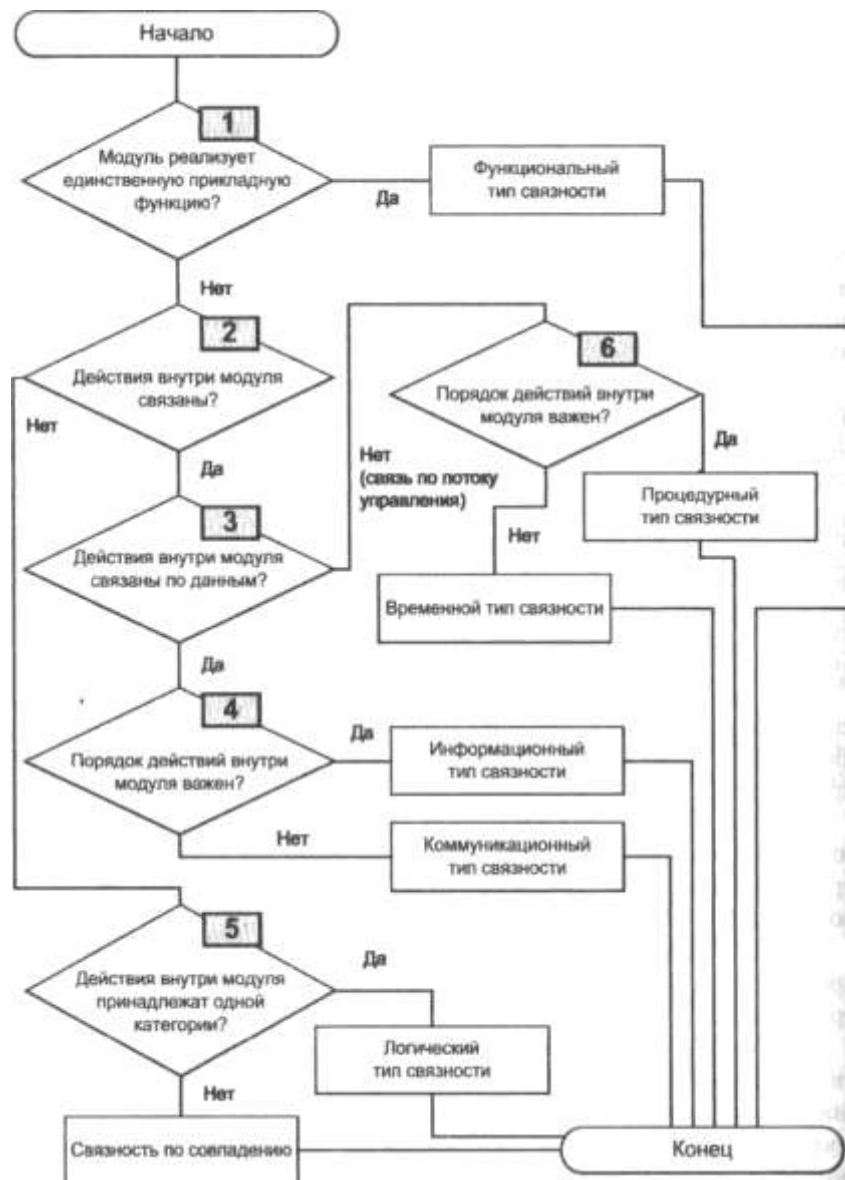 Начало
1
Модуль реализует
единственную прикладную
функцию?
Да
Функциональный
тип связности
Нет
2
Действия внутри модуля
связаны?
Нет
Да
6
Порядок действий внутри
модуля важен?
Да
Нет
(связь по потоку
управления)
Процедурный
тип связности
Нет
3
Действия внутри модуля
связаны по данным?
Временной тип связности
Да
4
Порядок действий внутри
модуля важен?
Да
Информационный
тип связности
Нет
Коммуникационный
тип связности
5
Действия внутри модуля
принадлежат одной
категории?
Да
Логический
тип связности
Нет
Связность по совпадению
Конец